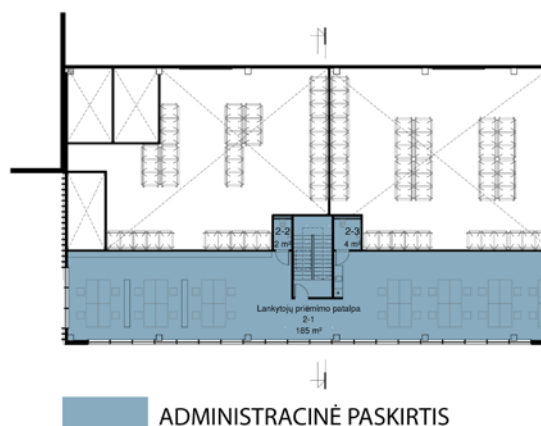 2-2
2 m²
2-3
4 m²
Lankytojų priėmimo patalpa
2-1
185 m²
ADMINISTRACINĖ PASKIRTIS